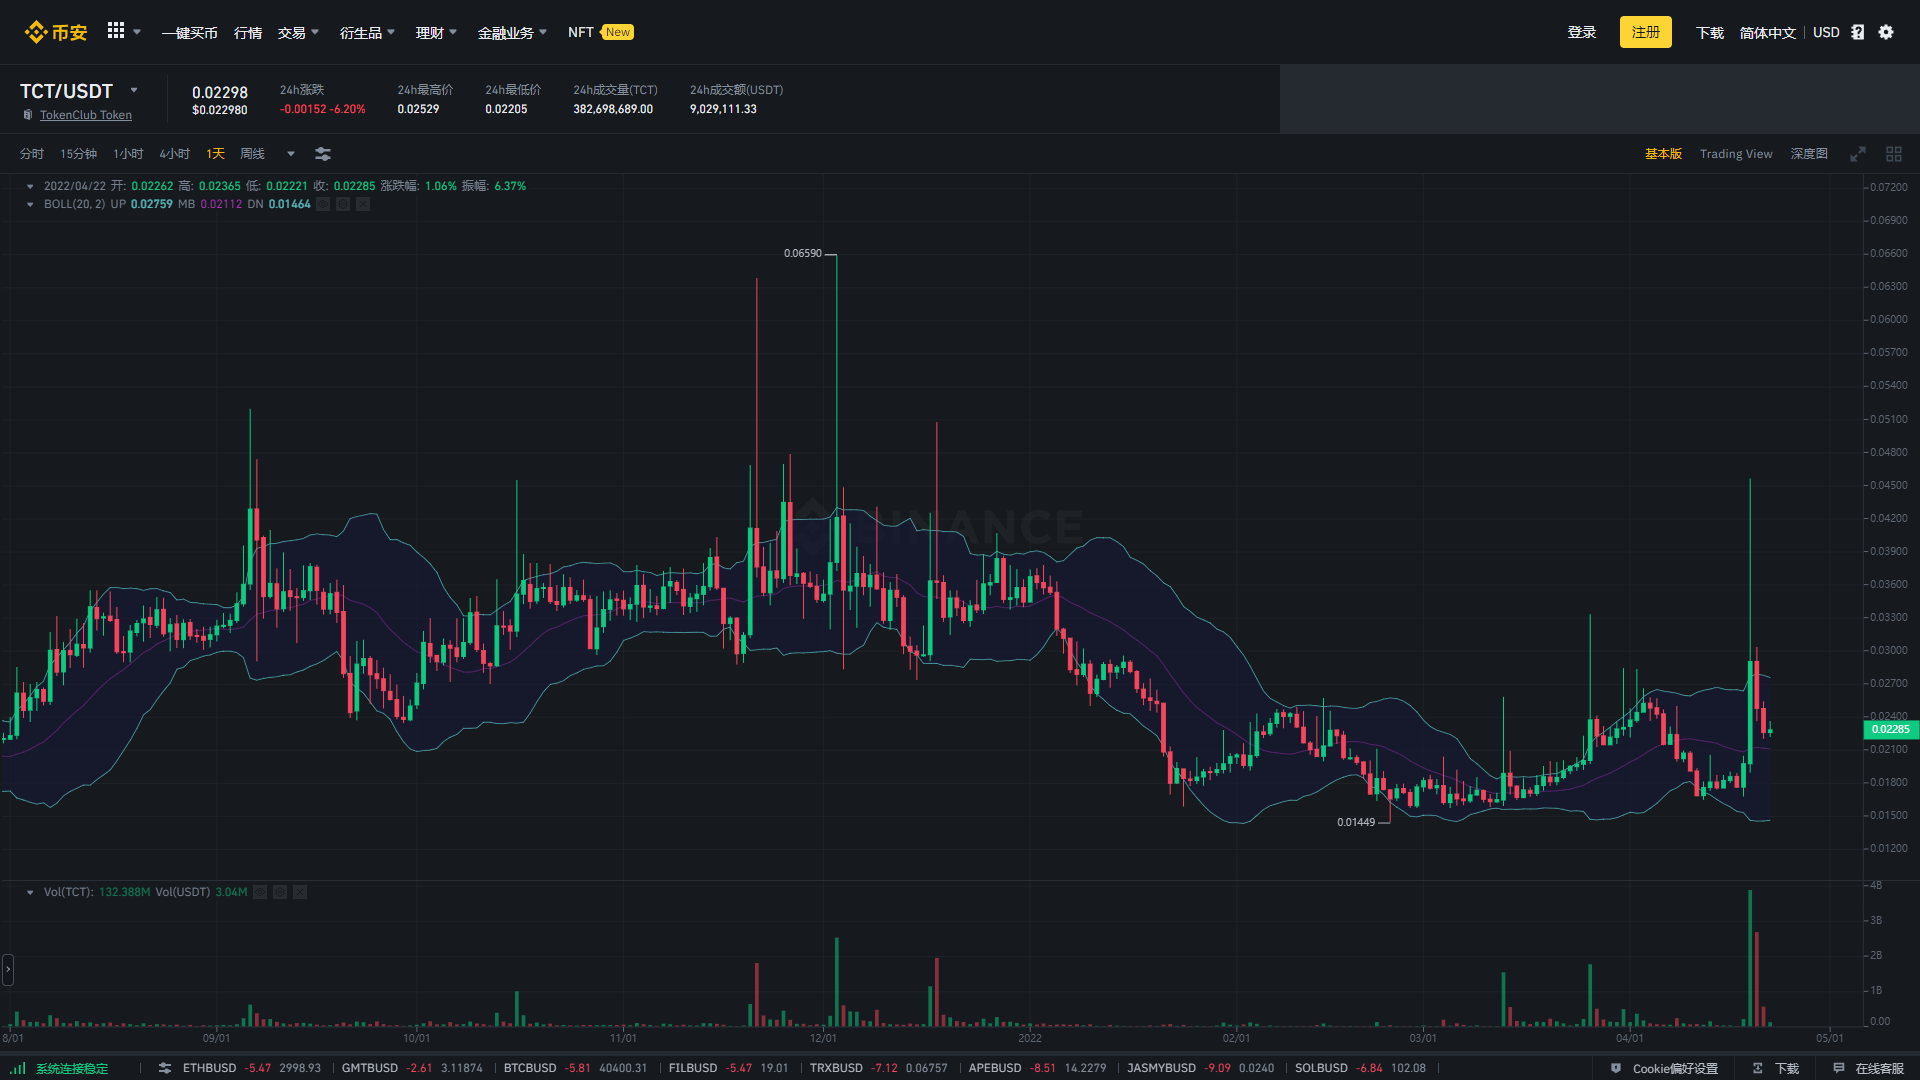 币安 一键买币 行情 交易 衍生品 理财 金融业务 NFT New 登录 注册 下载 简体中文 USD
TCT/USDT
TokenClub Token
0.02298
$0.022980
24h涨跌
-0.00152 -6.20%
24h最高价
0.02529
24h最低价
0.02205
24h成交量(TCT)
382,698,689.00
24h成交额(USDT)
9,029,111.33
分时 15分钟 1小时 4小时 1天 周线 基本版 Trading View 深度图
2022/04/22 开: 0.02262 高: 0.02365 低: 0.02221 收: 0.02285 涨跌幅: 1.06% 振幅: 6.37%
BOLL(20, 2) UP 0.02759 MB 0.02112 DN 0.01464
0.07200
0.06900
0.06600
0.06300
0.06000
0.05700
0.05400
0.05100
0.04800
0.04500
0.04200
0.03900
0.03600
0.03300
0.03000
0.02700
0.02400
0.02285
0.02100
0.01800
0.01500
0.01200
0.06590
BINANCE
0.01449
Vol(TCT): 132.388M Vol(USDT) 3.04M
4B
3B
2B
1B
0.00
8/01 09/01 10/01 11/01 12/01 2022 02/01 03/01 04/01 05/01
系统连接稳定 ETHBUSD -5.47 2998.93 GMTBUSD -2.61 3.11874 BTCBUSD -5.81 40400.31 FILBUSD -5.47 19.01 TRXBUSD -7.12 0.06757 APEBUSD -8.51 14.2279 JASMYBUSD -9.09 0.0240 SOLBUSD -6.84 102.08 Cookie偏好设置 下载 在线客服